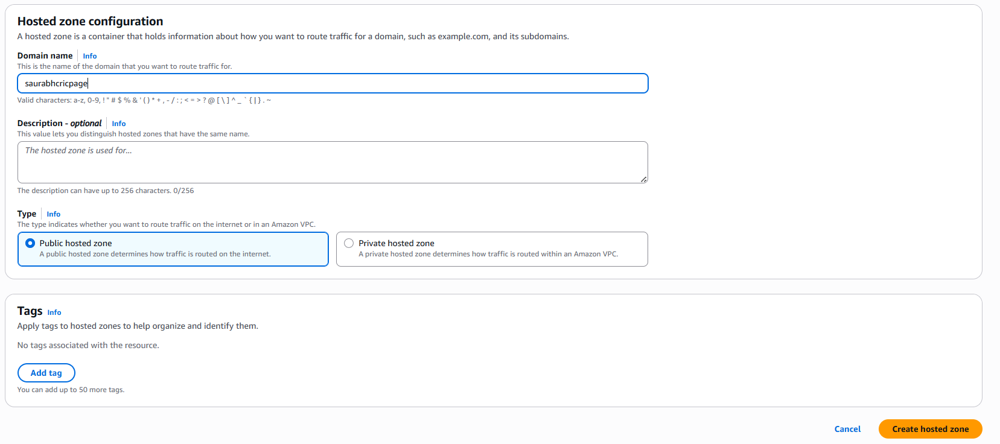 Hosted zone configuration
A hosted zone is a container that holds information about how you want to route traffic for a domain, such as example.com, and its subdomains.
Domain name Info
This is the name of the domain that you want to route traffic for.
saurabhcricpage
Valid characters: a-z, 0-9, ! " # $ % & ' ( ) * + , - / : ; < = > ? @ [ \ ] ^ _ ` { | } . ~
Description - optional Info
This value lets you distinguish hosted zones that have the same name.
The hosted zone is used for...
The description can have up to 256 characters. 0/256
Type Info
The type indicates whether you want to route traffic on the internet or in an Amazon VPC.
Public hosted zone
A public hosted zone determines how traffic is routed on the internet.
Private hosted zone
A private hosted zone determines how traffic is routed within an Amazon VPC.
Tags Info
Apply tags to hosted zones to help organize and identify them.
No tags associated with the resource.
Add tag
You can add up to 50 more tags.
Cancel Create hosted zone